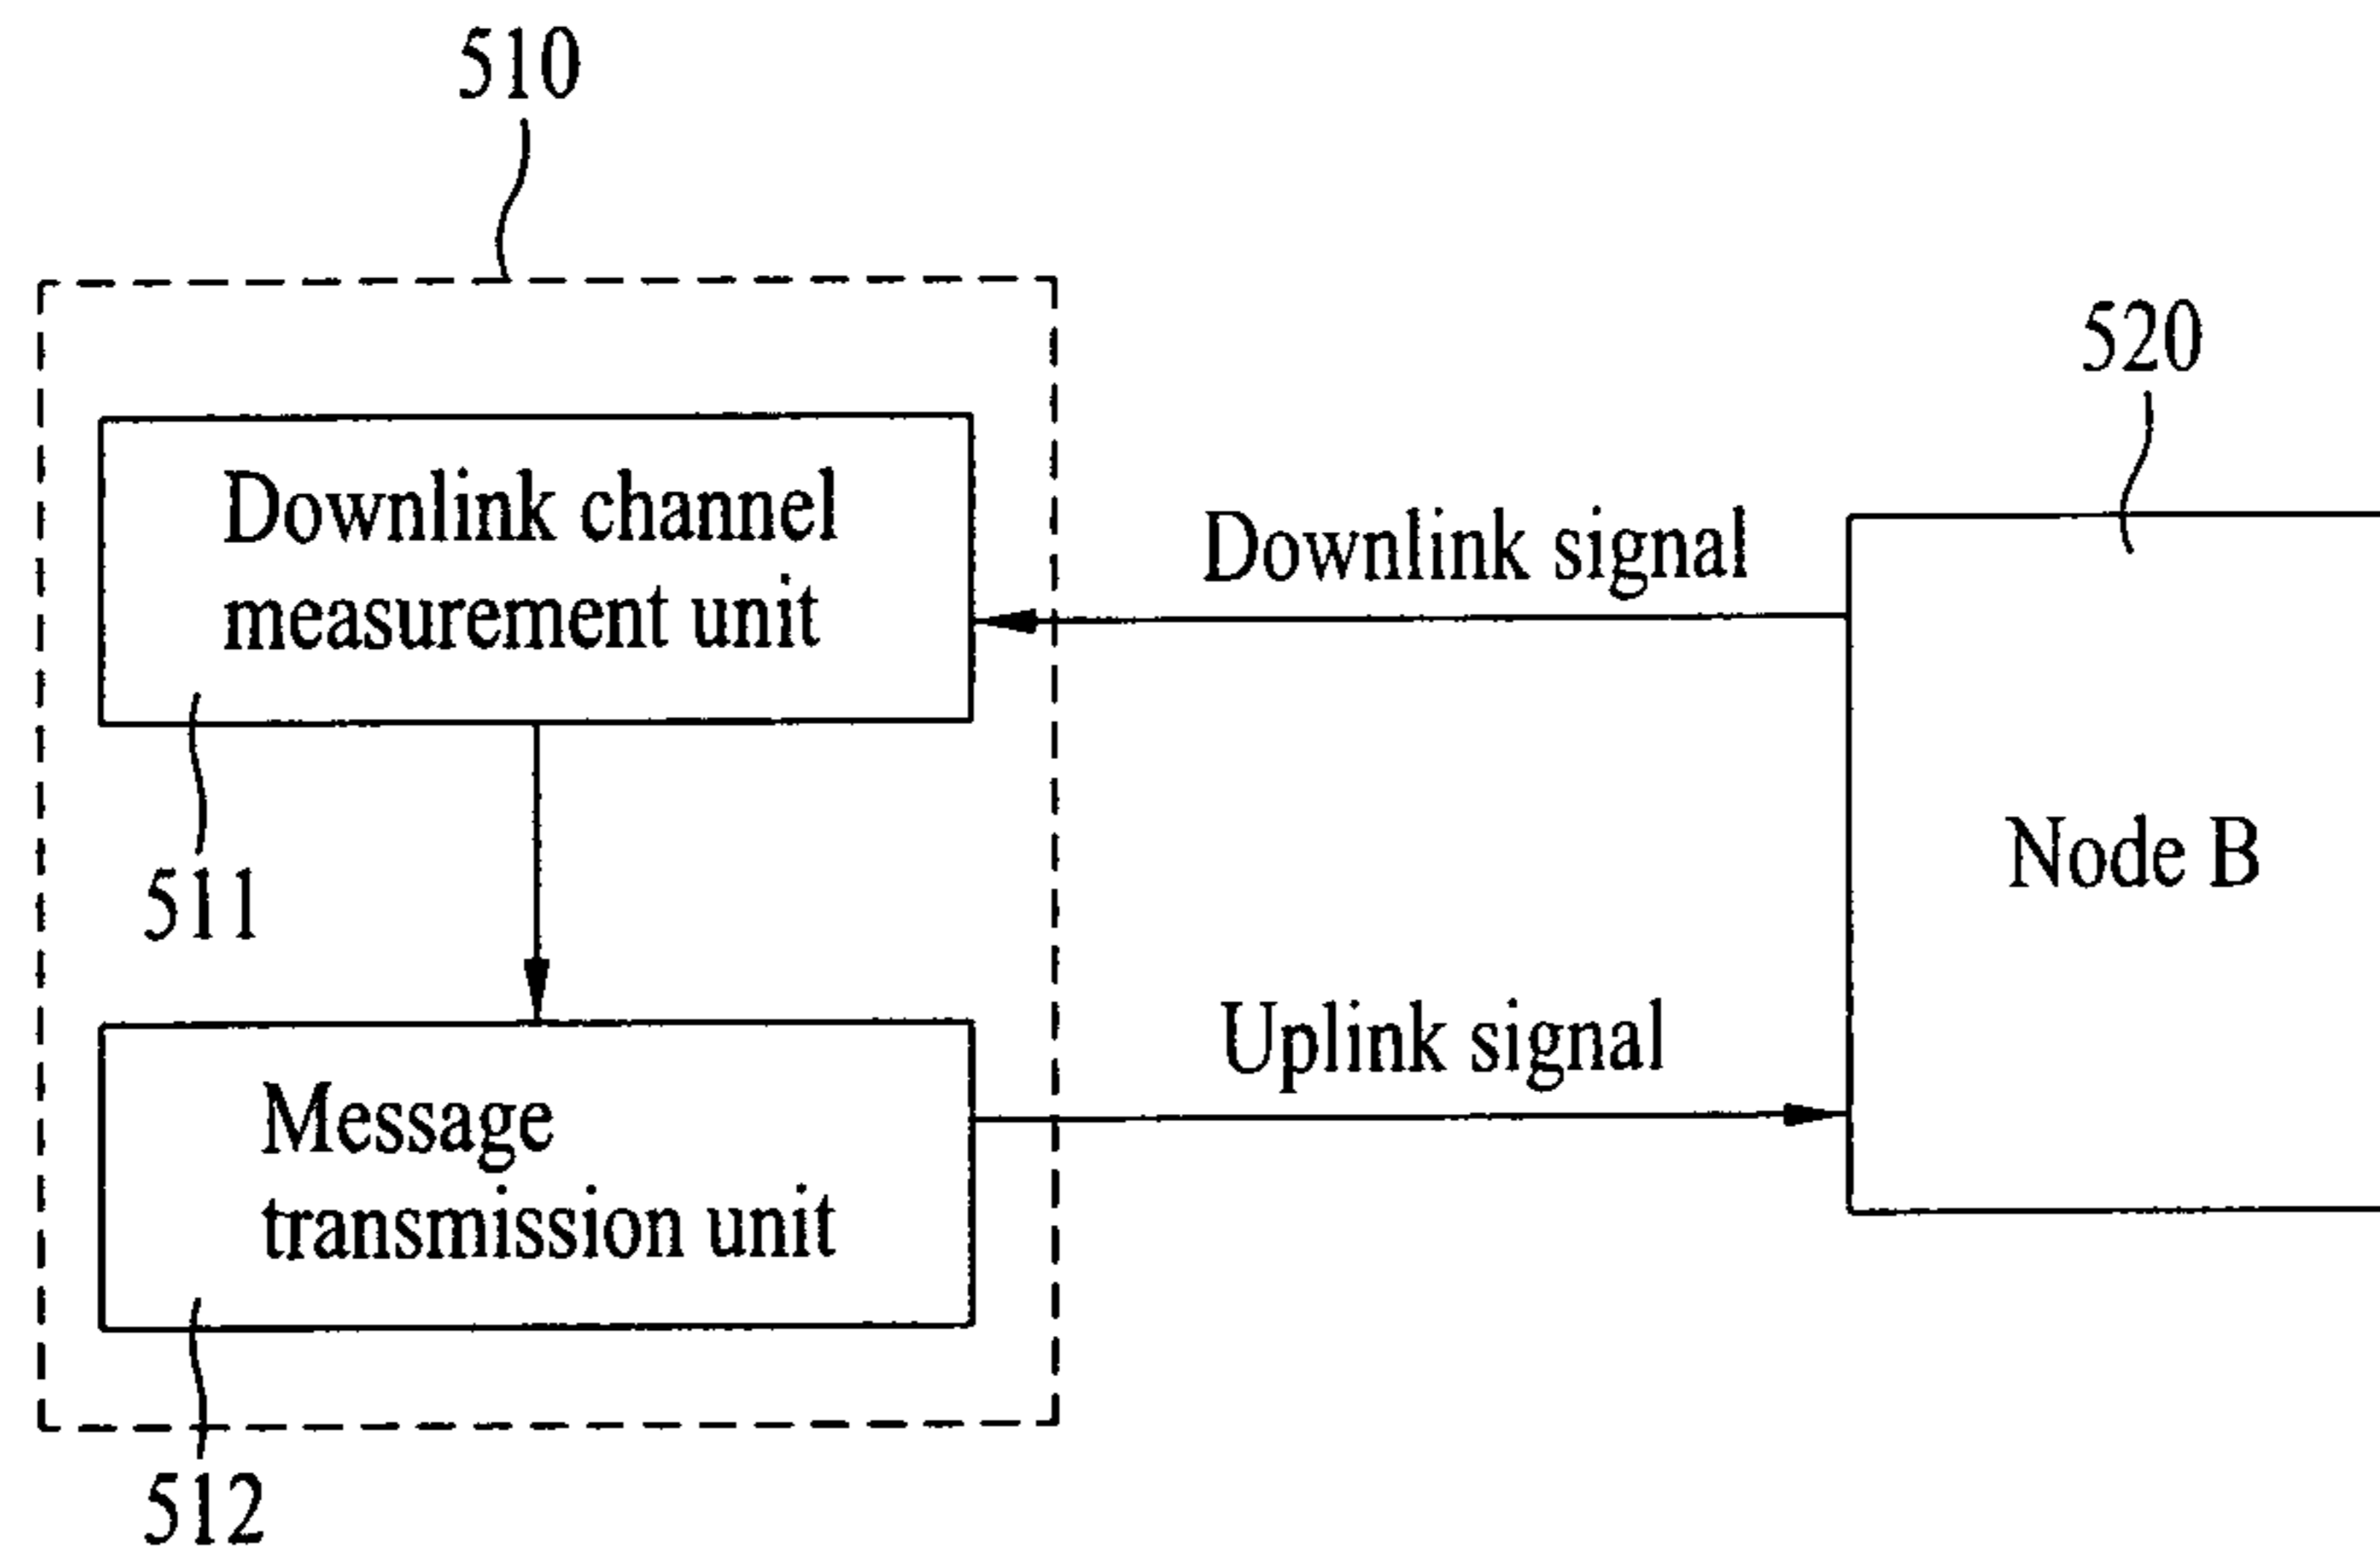 510
520
Downlink channel
measurement unit
Downlink signal
Node B
511
Uplink signal
Message
transmission unit
512